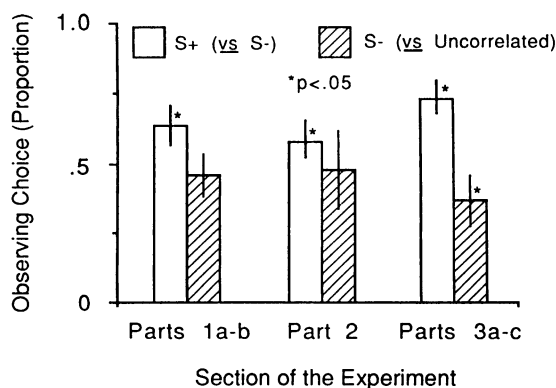 1.0
S+ (vs S-)
S- (vs Uncorrelated)
*p<.05
*
*
*
*
.5
0
Observing Choice (Proportion)
Parts 1a-b
Part 2
Parts 3a-c
Section of the Experiment